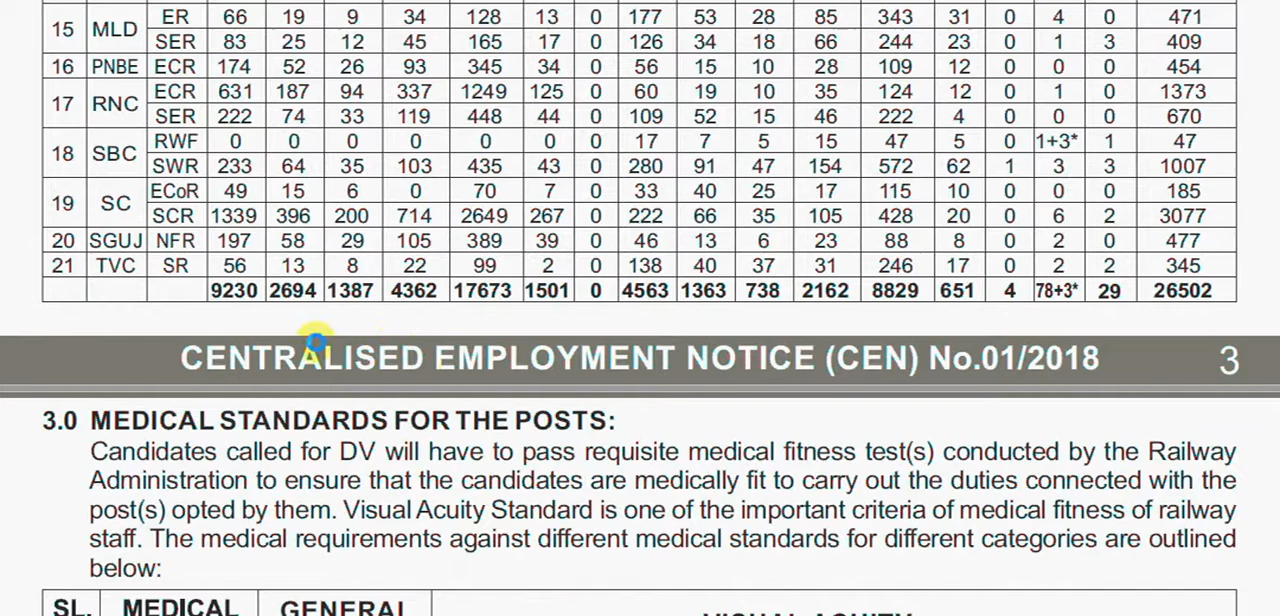 15 MLD ER 66 19 9 34 128 13 0 177 53 28 85 343 31 0 4 0 471
SER 83 25 12 45 165 17 0 126 34 18 66 244 23 0 1 3 409
16 PNBE ECR 174 52 26 93 345 34 0 56 15 10 28 109 12 0 0 0 454
17 RNC ECR 631 187 94 337 1249 125 0 60 19 10 35 124 12 0 1 0 1373
SER 222 74 33 119 448 44 0 109 52 15 46 222 4 0 0 0 670
18 SBC RWF 0 0 0 0 0 0 0 17 7 5 15 47 5 0 1+3* 1 47
SWR 233 64 35 103 435 43 0 280 91 47 154 572 62 1 3 3 1007
19 SC ECoR 49 15 6 0 70 7 0 33 40 25 17 115 10 0 0 0 185
SCR 1339 396 200 714 2649 267 0 222 66 35 105 428 20 0 6 2 3077
20 SGUJ NFR 197 58 29 105 389 39 0 46 13 6 23 88 8 0 2 0 477
21 TVC SR 56 13 8 22 99 2 0 138 40 37 31 246 17 0 2 2 345
9230 2694 1387 4362 17673 1501 0 4563 1363 738 2162 8829 651 4 78+3* 29 26502
CENTRALISED EMPLOYMENT NOTICE (CEN) No.01/2018 3
3.0 MEDICAL STANDARDS FOR THE POSTS:
Candidates called for DV will have to pass requisite medical fitness test(s) conducted by the Railway
Administration to ensure that the candidates are medically fit to carry out the duties connected with the
post(s) opted by them. Visual Acuity Standard is one of the important criteria of medical fitness of railway
staff. The medical requirements against different medical standards for different categories are outlined
below:
SL. MEDICAL GENERAL VISUAL ACUITY